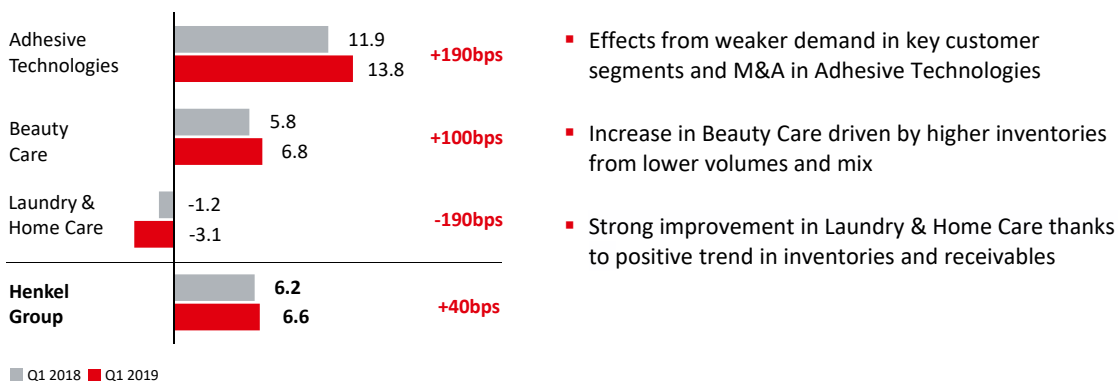 Adhesive
Technologies
11.9
13.8
+190bps
Beauty
Care
5.8
6.8
+100bps
Laundry &
Home Care
-1.2
-3.1
-190bps
Henkel
Group
6.2
6.6
+40bps
Q1 2018 Q1 2019
Effects from weaker demand in key customer
segments and M&A in Adhesive Technologies
Increase in Beauty Care driven by higher inventories
from lower volumes and mix
Strong improvement in Laundry & Home Care thanks
to positive trend in inventories and receivables